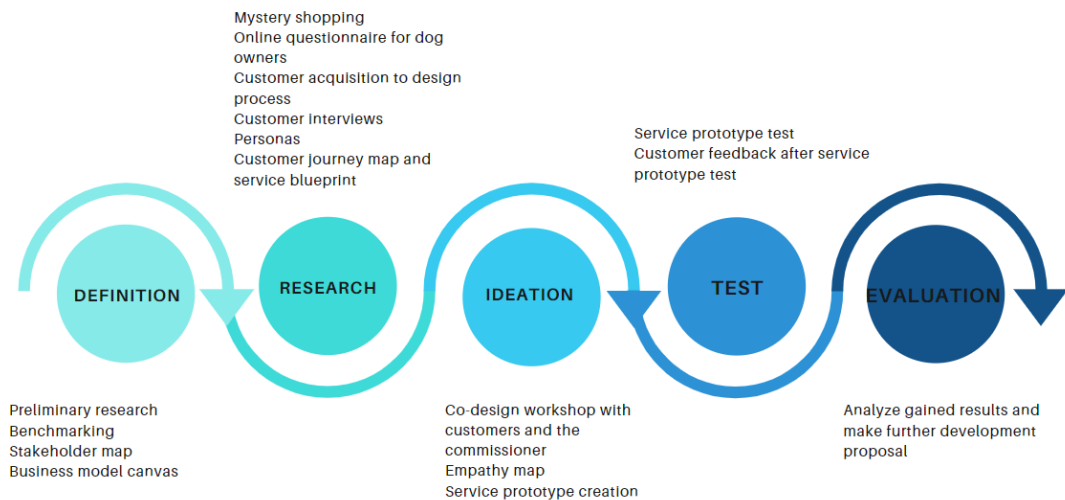 Mystery shopping
Online questionnaire for dog
owners
Customer acquisition to design
process
Customer interviews
Personas
Customer journey map and
service blueprint
Service prototype test
Customer feedback after service
prototype test
DEFINITION
RESEARCH
IDEATION
TEST
EVALUATION
Preliminary research
Benchmarking
Stakeholder map
Business model canvas
Co-design workshop with
customers and the
commissioner
Empathy map
Service prototype creation
Analyze gained results and
make further development
proposal